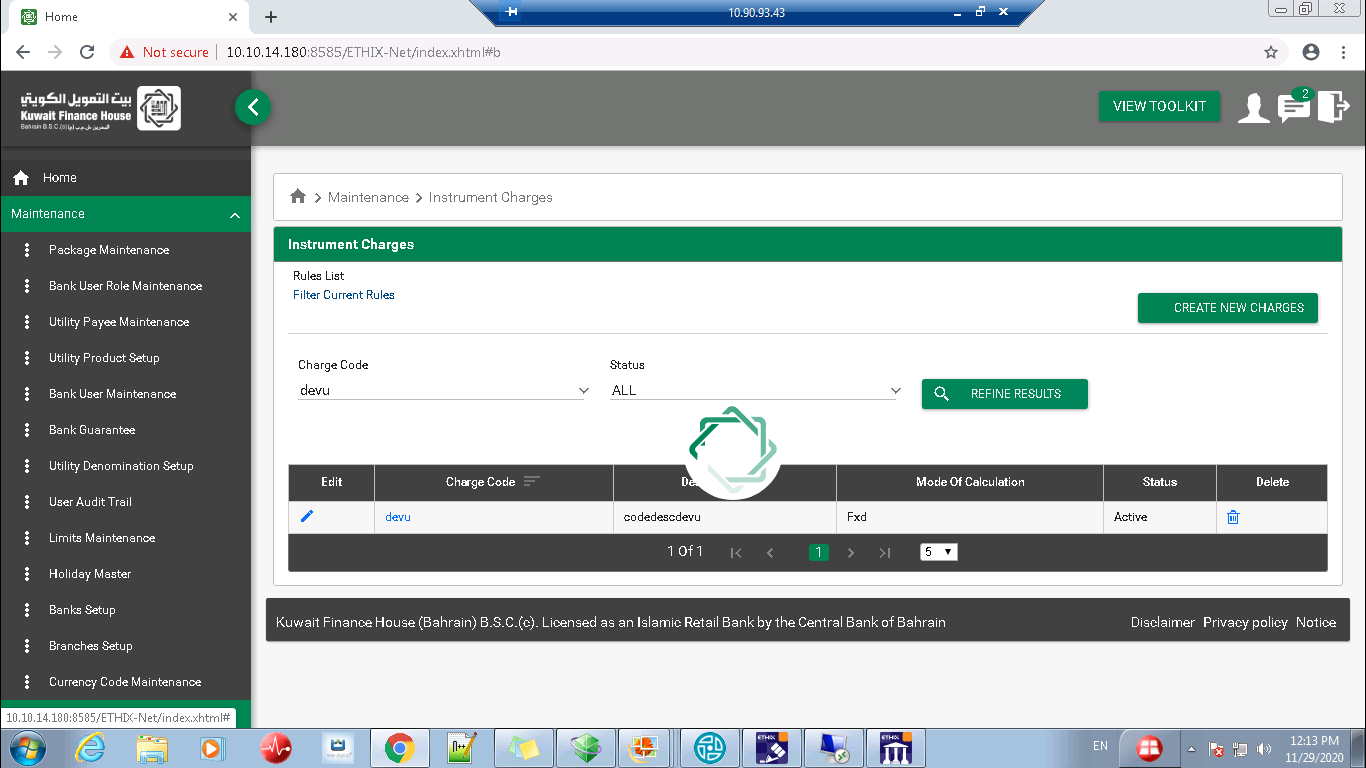 Home
10.90.93.43
Not secure
10.10.14.180:8585/ETHIX-Net/index.xhtml#b
بيت التمويل الكويتي
Kuwait Finance House
Bahrain B.S.C.(c)
VIEW TOOLKIT
2
Home
Maintenance
Package Maintenance
Bank User Role Maintenance
Utility Payee Maintenance
Utility Product Setup
Bank User Maintenance
Bank Guarantee
Utility Denomination Setup
User Audit Trail
Limits Maintenance
Holiday Master
Banks Setup
Branches Setup
Currency Code Maintenance
10.10.14.180:8585/ETHIX-Net/index.xhtml#
Maintenance
Instrument Charges
Instrument Charges
Rules List
Filter Current Rules
CREATE NEW CHARGES
Charge Code
Status
devu
ALL
REFINE RESULTS
Edit
Charge Code
Mode Of Calculation
Status
Delete
devu
codedescdevu
Fxd
Active
1 Of 1
1
5
Kuwait Finance House (Bahrain) B.S.C.(c). Licensed as an Islamic Retail Bank by the Central Bank of Bahrain
Disclaimer
Privacy policy
Notice
ETHIX
ETHIX
EN
12:13 PM
11/29/2020